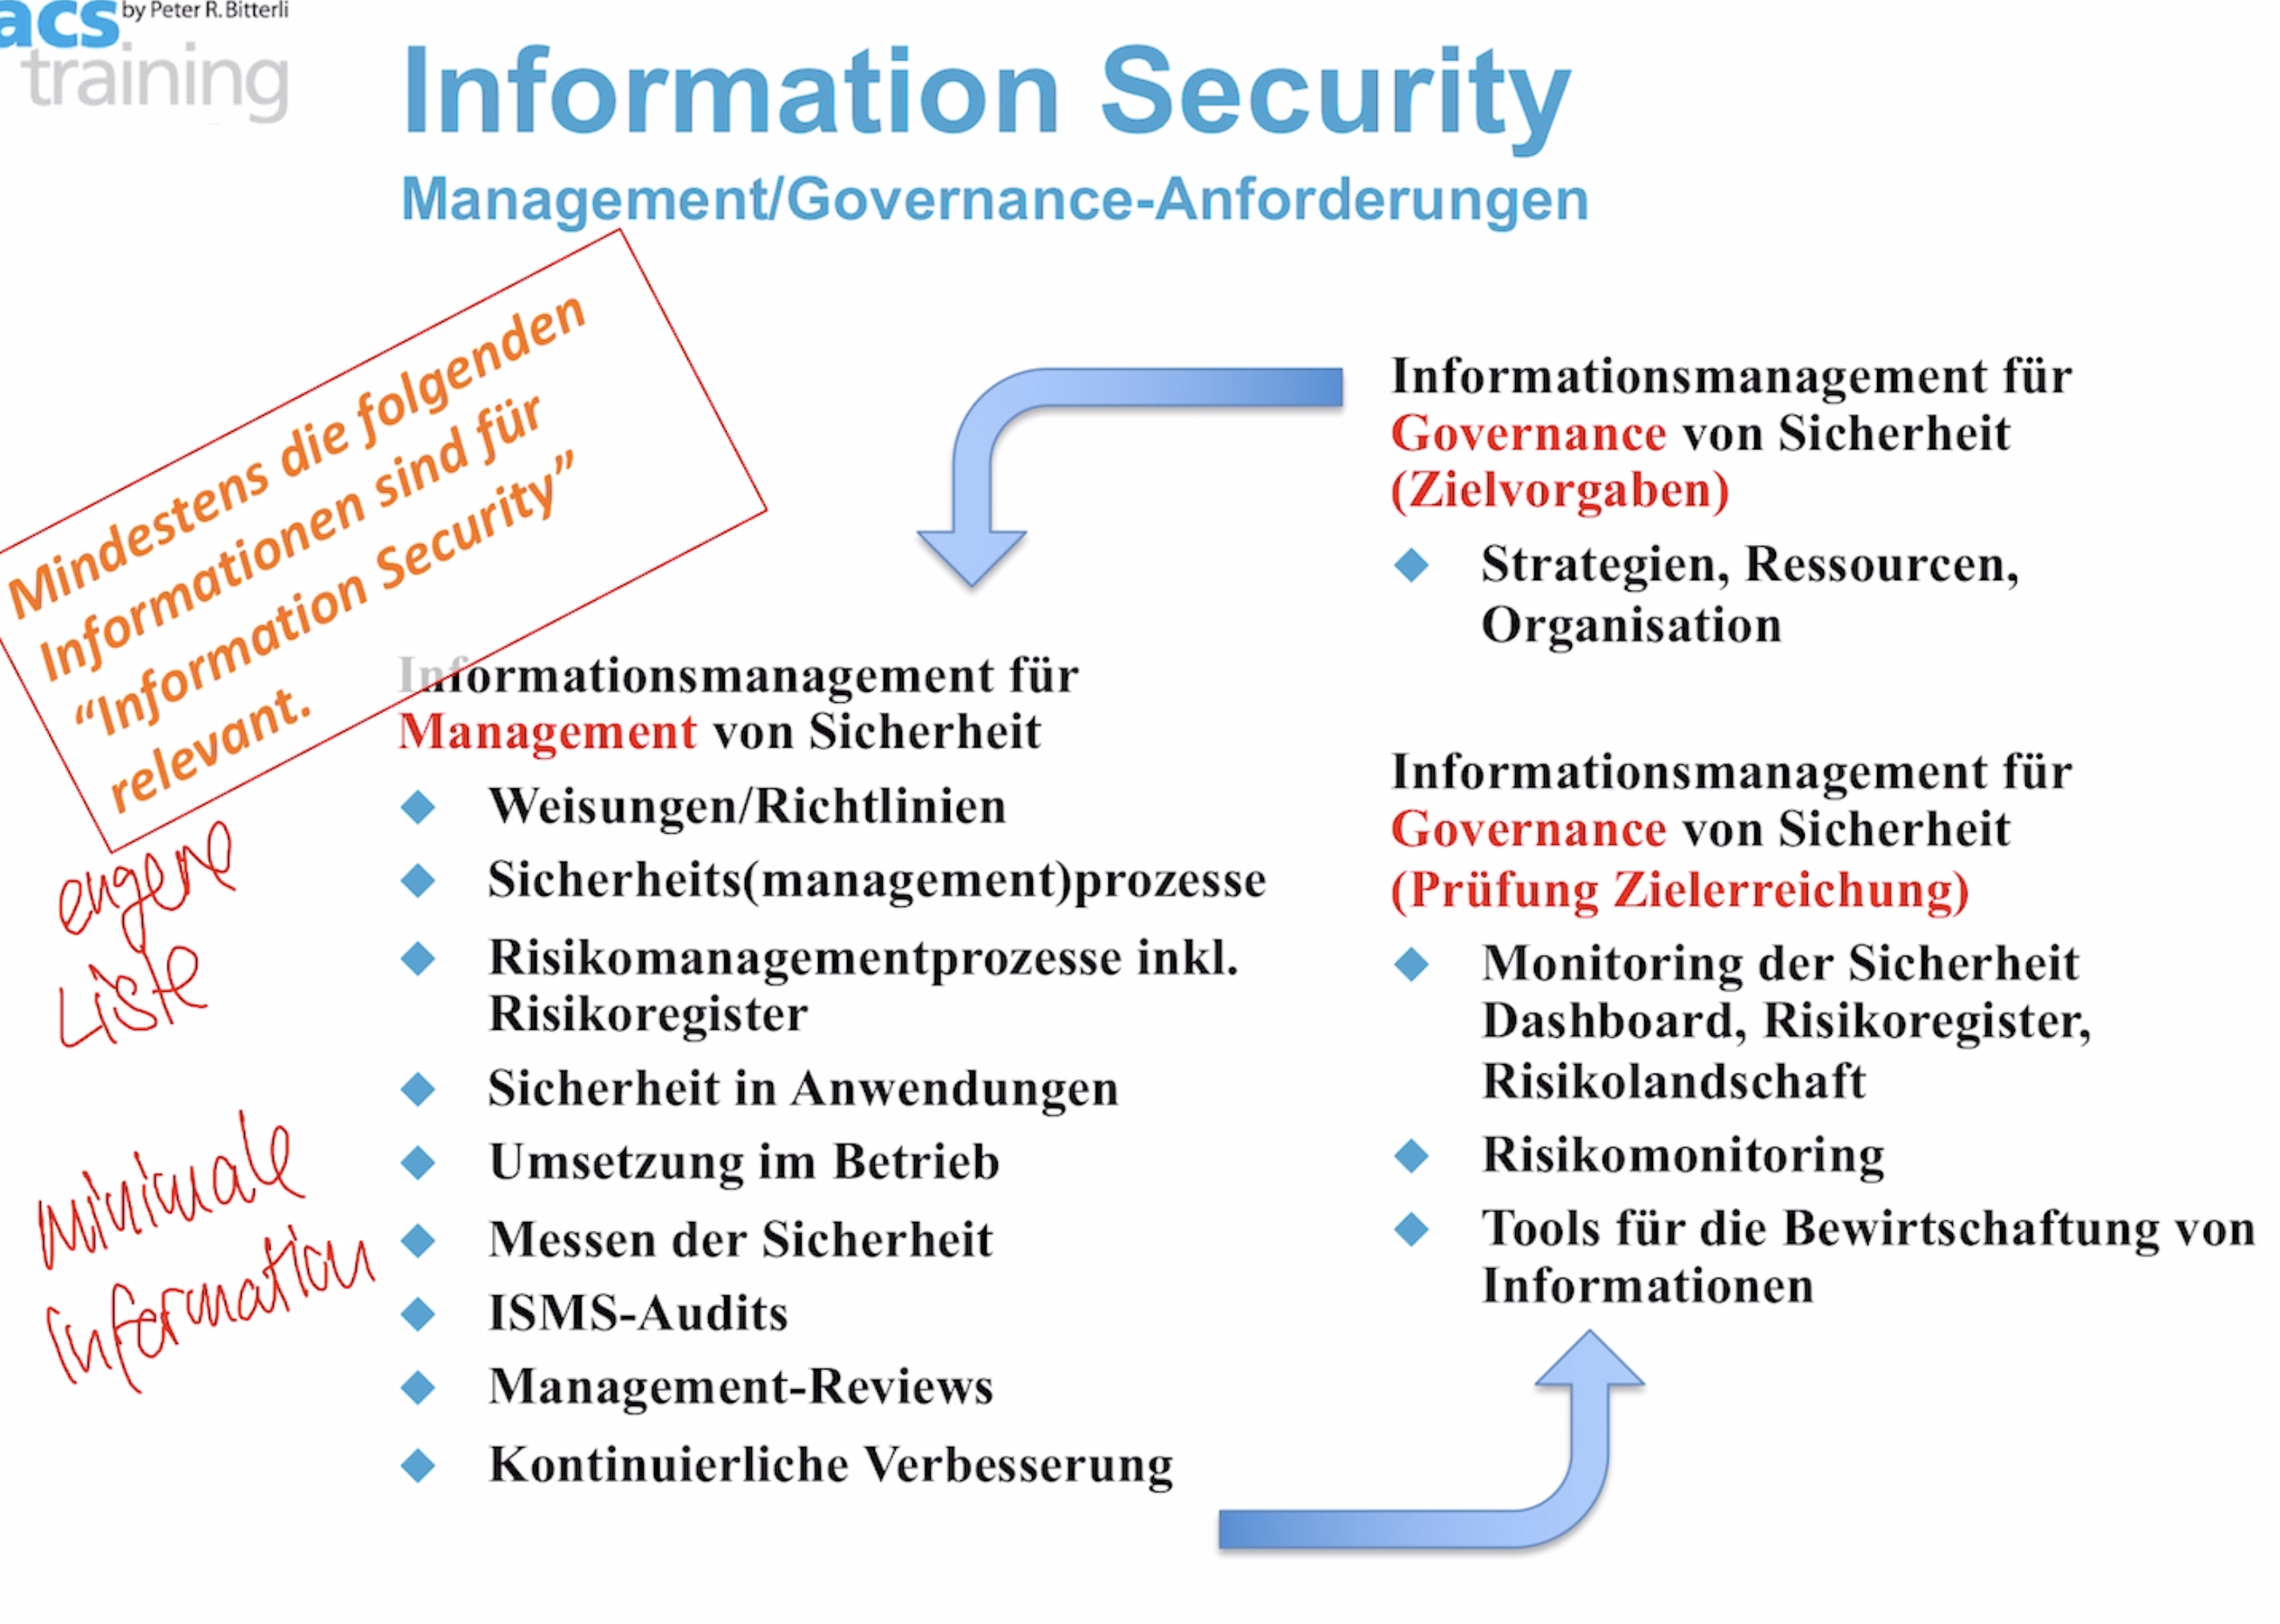 acs by Peter R. Bitterli
training
Information Security
Management/Governance-Anforderungen
Mindestens die folgenden
Informationen sind für
“Information Security”
relevant.
engere
Liste
minimale
Information
Informationsmanagement für
Management von Sicherheit
Weisungen/Richtlinien
Sicherheits(management)prozesse
Risikomanagementprozesse inkl.
Risikoregister
Sicherheit in Anwendungen
Umsetzung im Betrieb
Messen der Sicherheit
ISMS-Audits
Management-Reviews
Kontinuierliche Verbesserung
Informationsmanagement für
Governance von Sicherheit
(Zielvorgaben)
Strategien, Ressourcen,
Organisation
Informationsmanagement für
Governance von Sicherheit
(Prüfung Zielerreichung)
Monitoring der Sicherheit
Dashboard, Risikoregister,
Risikolandschaft
Risikomonitoring
Tools für die Bewirtschaftung von
Informationen